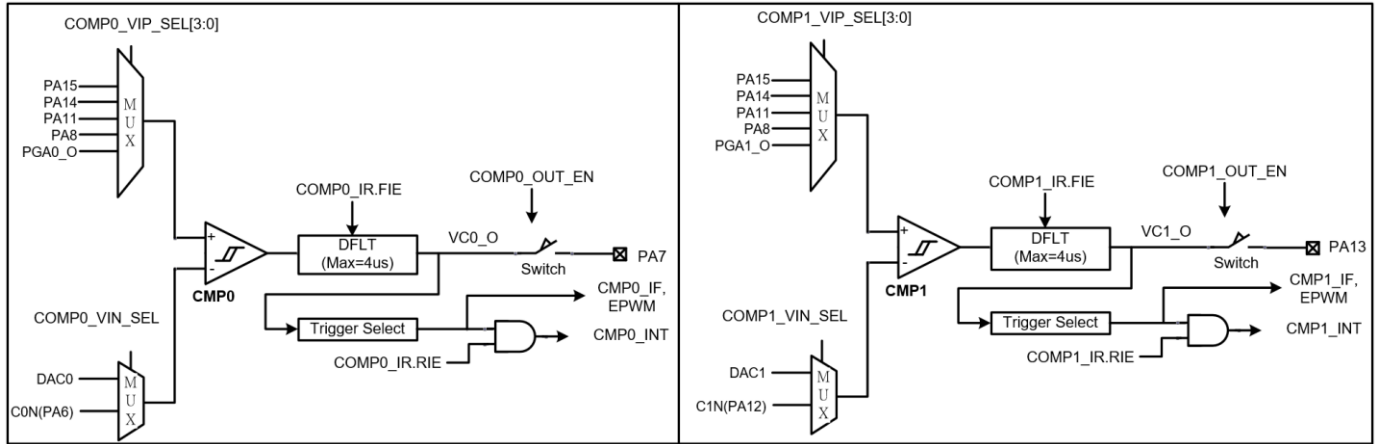 COMP0_VIP_SEL[3:0]
PA15
PA14
PA11
PA8
PGA0_O
M
U
X
COMP0_IR.FIE
COMP0_OUT_EN
+
-
CMP0
DFLT
(Max=4us)
VC0_O
Switch
PA7
Trigger Select
CMP0_IF,
EPWM
CMP0_INT
COMP0_IR.RIE
COMP0_VIN_SEL
DAC0
C0N(PA6)
M
U
X
COMP1_VIP_SEL[3:0]
PA15
PA14
PA11
PA8
PGA1_O
M
U
X
COMP1_IR.FIE
COMP1_OUT_EN
+
-
CMP1
DFLT
(Max=4us)
VC1_O
Switch
PA13
Trigger Select
CMP1_IF,
EPWM
CMP1_INT
COMP1_IR.RIE
COMP1_VIN_SEL
DAC1
C1N(PA12)
M
U
X